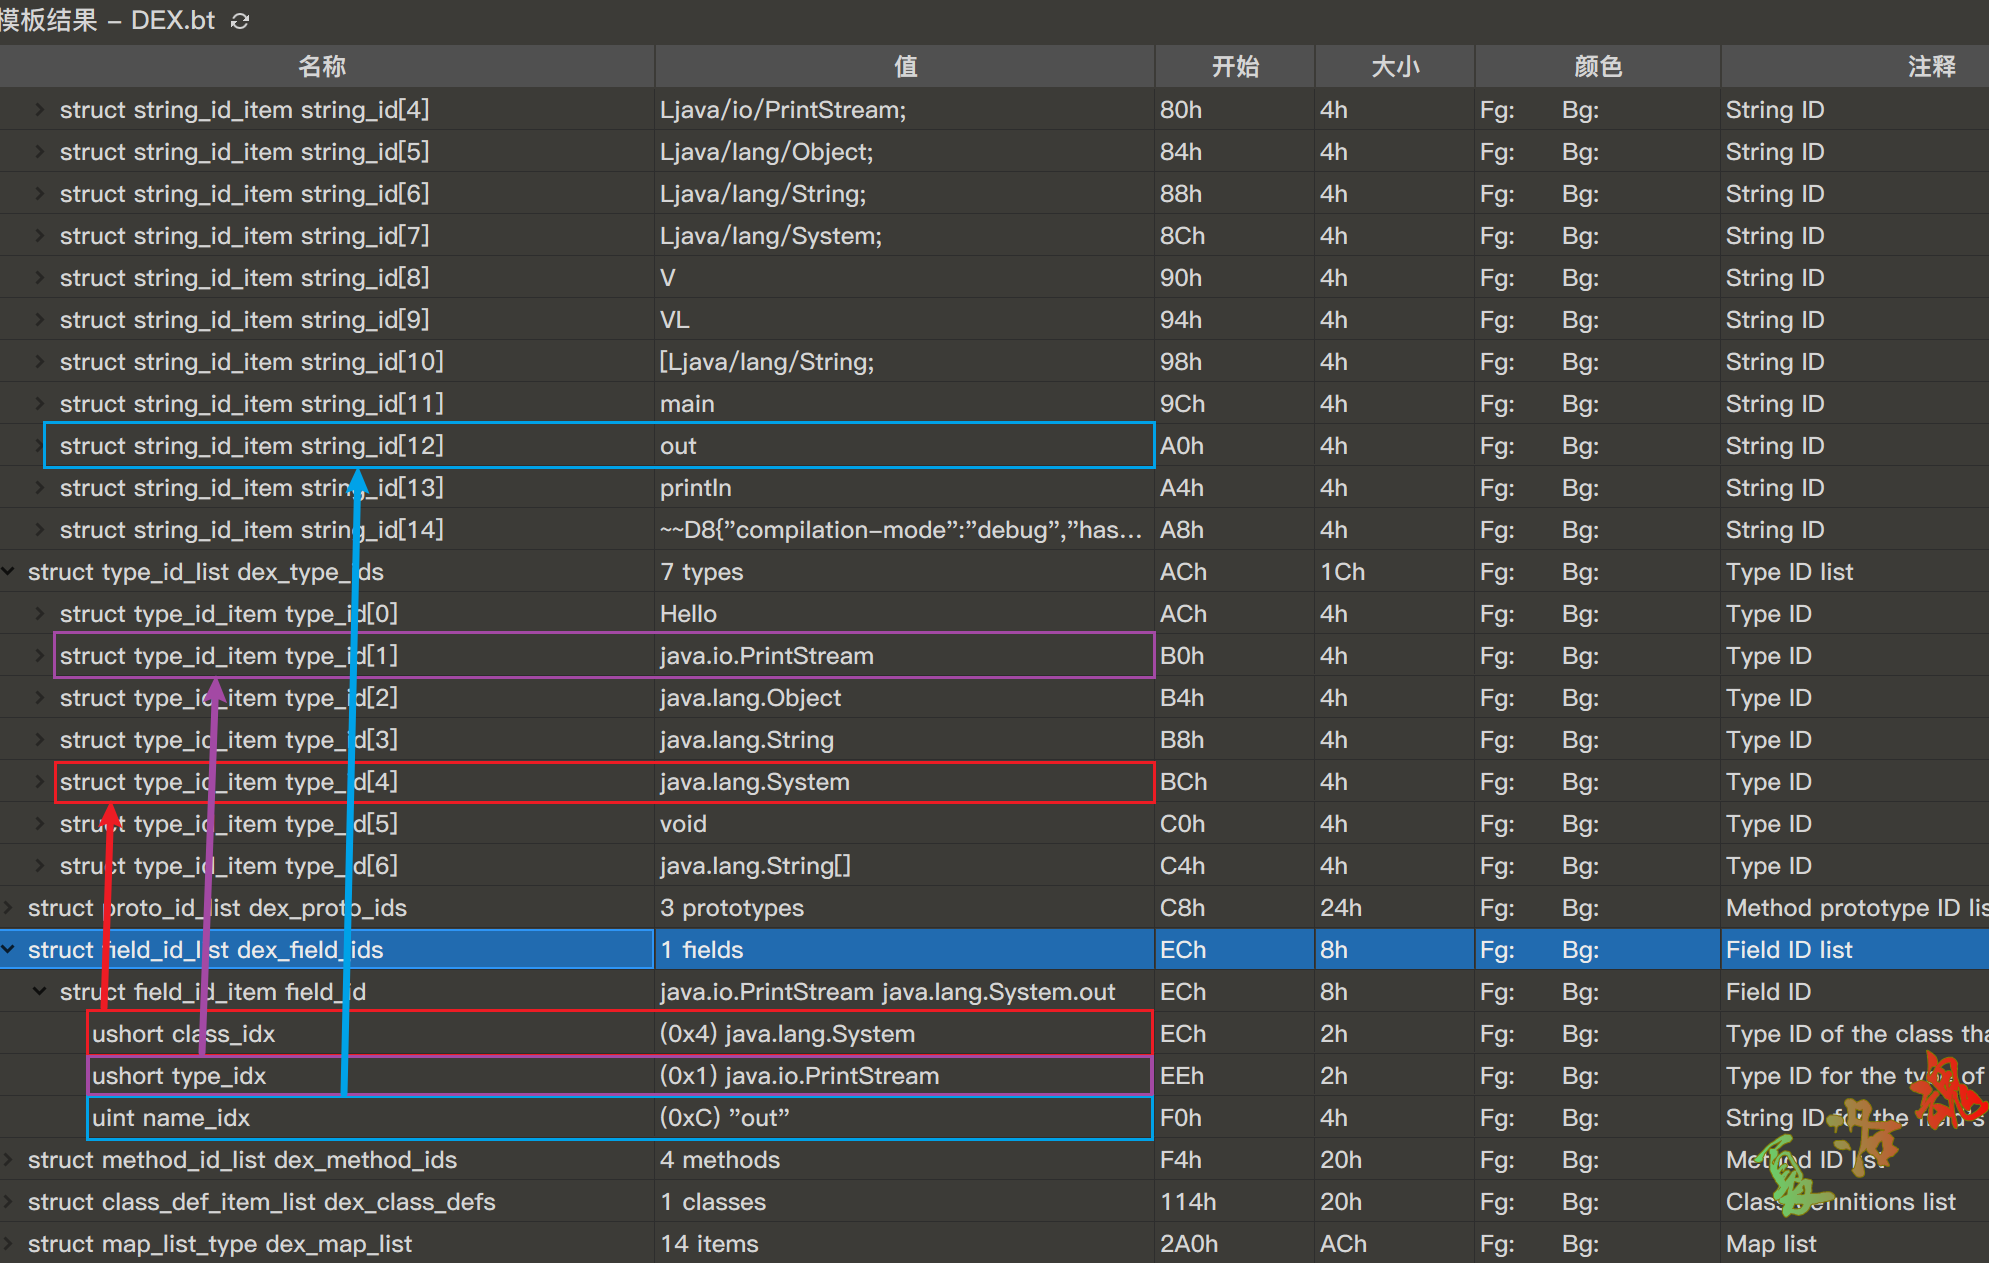 模板结果 – DEX.bt
名称 值 开始 大小 颜色 注释
struct string_id_item string_id[4] Ljava/io/PrintStream; 80h 4h Fg: Bg: String ID
struct string_id_item string_id[5] Ljava/lang/Object; 84h 4h Fg: Bg: String ID
struct string_id_item string_id[6] Ljava/lang/String; 88h 4h Fg: Bg: String ID
struct string_id_item string_id[7] Ljava/lang/System; 8Ch 4h Fg: Bg: String ID
struct string_id_item string_id[8] V 90h 4h Fg: Bg: String ID
struct string_id_item string_id[9] VL 94h 4h Fg: Bg: String ID
struct string_id_item string_id[10] [Ljava/lang/String; 98h 4h Fg: Bg: String ID
struct string_id_item string_id[11] main 9Ch 4h Fg: Bg: String ID
struct string_id_item string_id[12] out A0h 4h Fg: Bg: String ID
struct string_id_item string_id[13] println A4h 4h Fg: Bg: String ID
struct string_id_item string_id[14] ~~D8{"compilation-mode":"debug","has... A8h 4h Fg: Bg: String ID
struct type_id_list dex_type_ids 7 types ACh 1Ch Fg: Bg: Type ID list
struct type_id_item type_id[0] Hello ACh 4h Fg: Bg: Type ID
struct type_id_item type_id[1] java.io.PrintStream B0h 4h Fg: Bg: Type ID
struct type_id_item type_id[2] java.lang.Object B4h 4h Fg: Bg: Type ID
struct type_id_item type_id[3] java.lang.String B8h 4h Fg: Bg: Type ID
struct type_id_item type_id[4] java.lang.System BCh 4h Fg: Bg: Type ID
struct type_id_item type_id[5] void C0h 4h Fg: Bg: Type ID
struct type_id_item type_id[6] java.lang.String[] C4h 4h Fg: Bg: Type ID
struct proto_id_list dex_proto_ids 3 prototypes C8h 24h Fg: Bg: Method prototype ID lis
struct field_id_list dex_field_ids 1 fields ECh 8h Fg: Bg: Field ID list
struct field_id_item field_id java.io.PrintStream java.lang.System.out ECh 8h Fg: Bg: Field ID
ushort class_idx (0x4) java.lang.System ECh 2h Fg: Bg: Type ID of the class tha
ushort type_idx (0x1) java.io.PrintStream EEh 2h Fg: Bg: Type ID for the type of
uint name_idx (0xC) "out" F0h 4h Fg: Bg: String ID for the field's
struct method_id_list dex_method_ids 4 methods F4h 20h Fg: Bg: Method ID list
struct class_def_item_list dex_class_defs 1 classes 114h 20h Fg: Bg: Class definitions list
struct map_list_type dex_map_list 14 items 2A0h ACh Fg: Bg: Map list